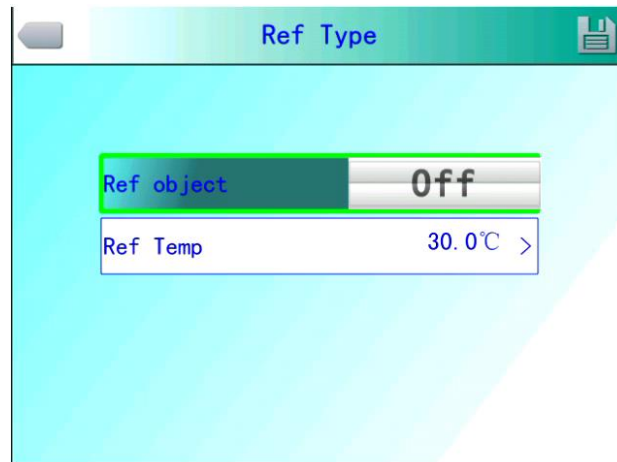 Ref Type
Ref object Off
Ref Temp 30.0℃ >